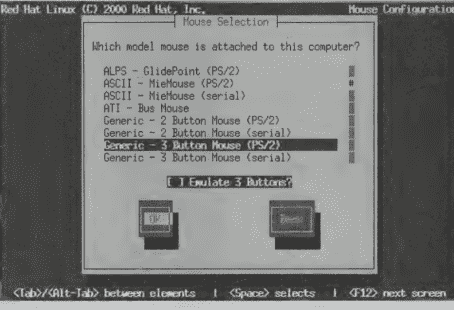 Red Hat Linux (C) 2000 Red Hat, Inc. Mouse Configuration
Mouse Selection
Which model mouse is attached to this computer?
ALPS - GlidePoint (PS/2)
ASCII - MieMouse (PS/2) #
ASCII - MieMouse (serial)
ATI - Bus Mouse
Generic - 2 Button Mouse (PS/2)
Generic - 2 Button Mouse (serial)
Generic - 3 Button Mouse (PS/2)
Generic - 3 Button Mouse (serial)
[ ] Emulate 3 Buttons?
OK
<Tab>/<Alt-Tab> between elements | <Space> selects | <F12> next screen